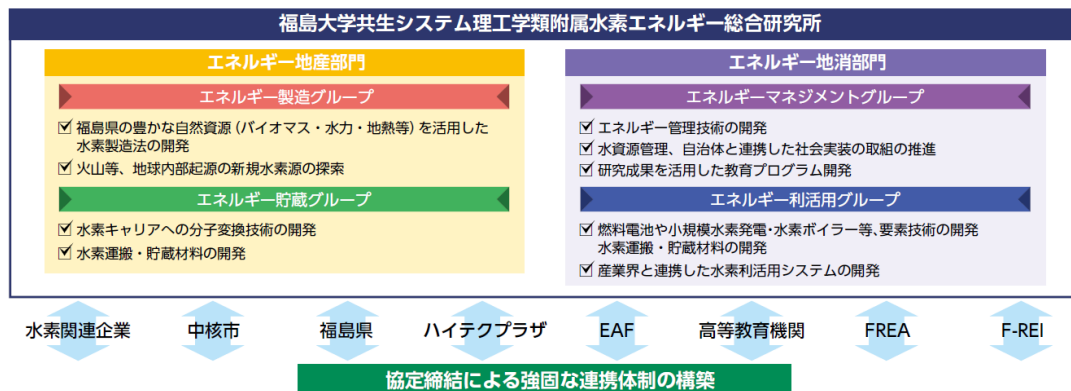 福島大学共生システム理工学類附属水素エネルギー総合研究所
エネルギー地産部門
エネルギー製造グループ
福島県の豊かな自然資源（バイオマス・水力・地熱等）を活用した
水素製造法の開発
火山等、地球内部起源の新規水素源の探索
エネルギー貯蔵グループ
水素キャリアへの分子変換技術の開発
水素運搬・貯蔵材料の開発
エネルギー地消部門
エネルギーマネジメントグループ
エネルギー管理技術の開発
水資源管理、自治体と連携した社会実装の取組の推進
研究成果を活用した教育プログラム開発
エネルギー利活用グループ
燃料電池や小規模水素発電・水素ボイラー等、要素技術の開発
水素運搬・貯蔵材料の開発
産業界と連携した水素利活用システムの開発
水素関連企業
中核市
福島県
ハイテクプラザ
EAF
高等教育機関
FREA
F-REI
協定締結による強固な連携体制の構築